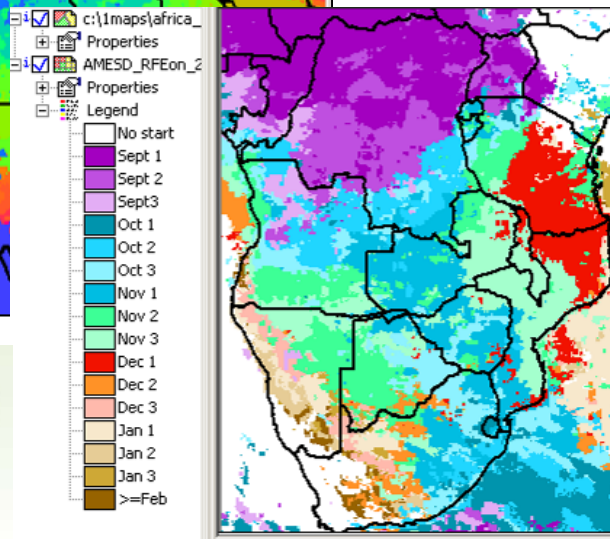 c:\1maps\africa_
Properties
AMESD_RFEon_2
Properties
Legend
No start
Sept 1
Sept 2
Sept3
Oct 1
Oct 2
Oct 3
Nov 1
Nov 2
Nov 3
Dec 1
Dec 2
Dec 3
Jan 1
Jan 2
Jan 3
>=Feb